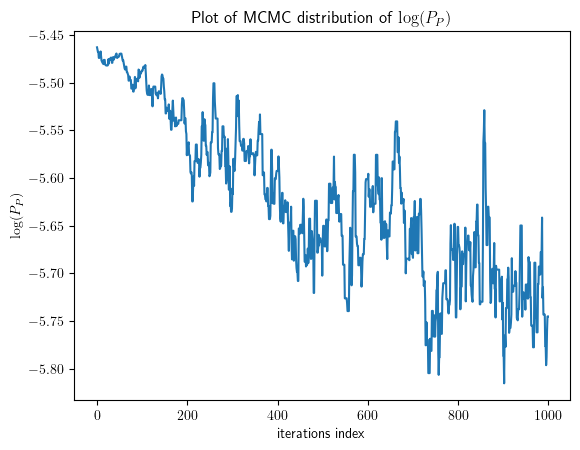 Plot of MCMC distribution of log(P_P)
log(P_P)
−5.45
−5.50
−5.55
−5.60
−5.65
−5.70
−5.75
−5.80
0 200 400 600 800 1000
iterations index